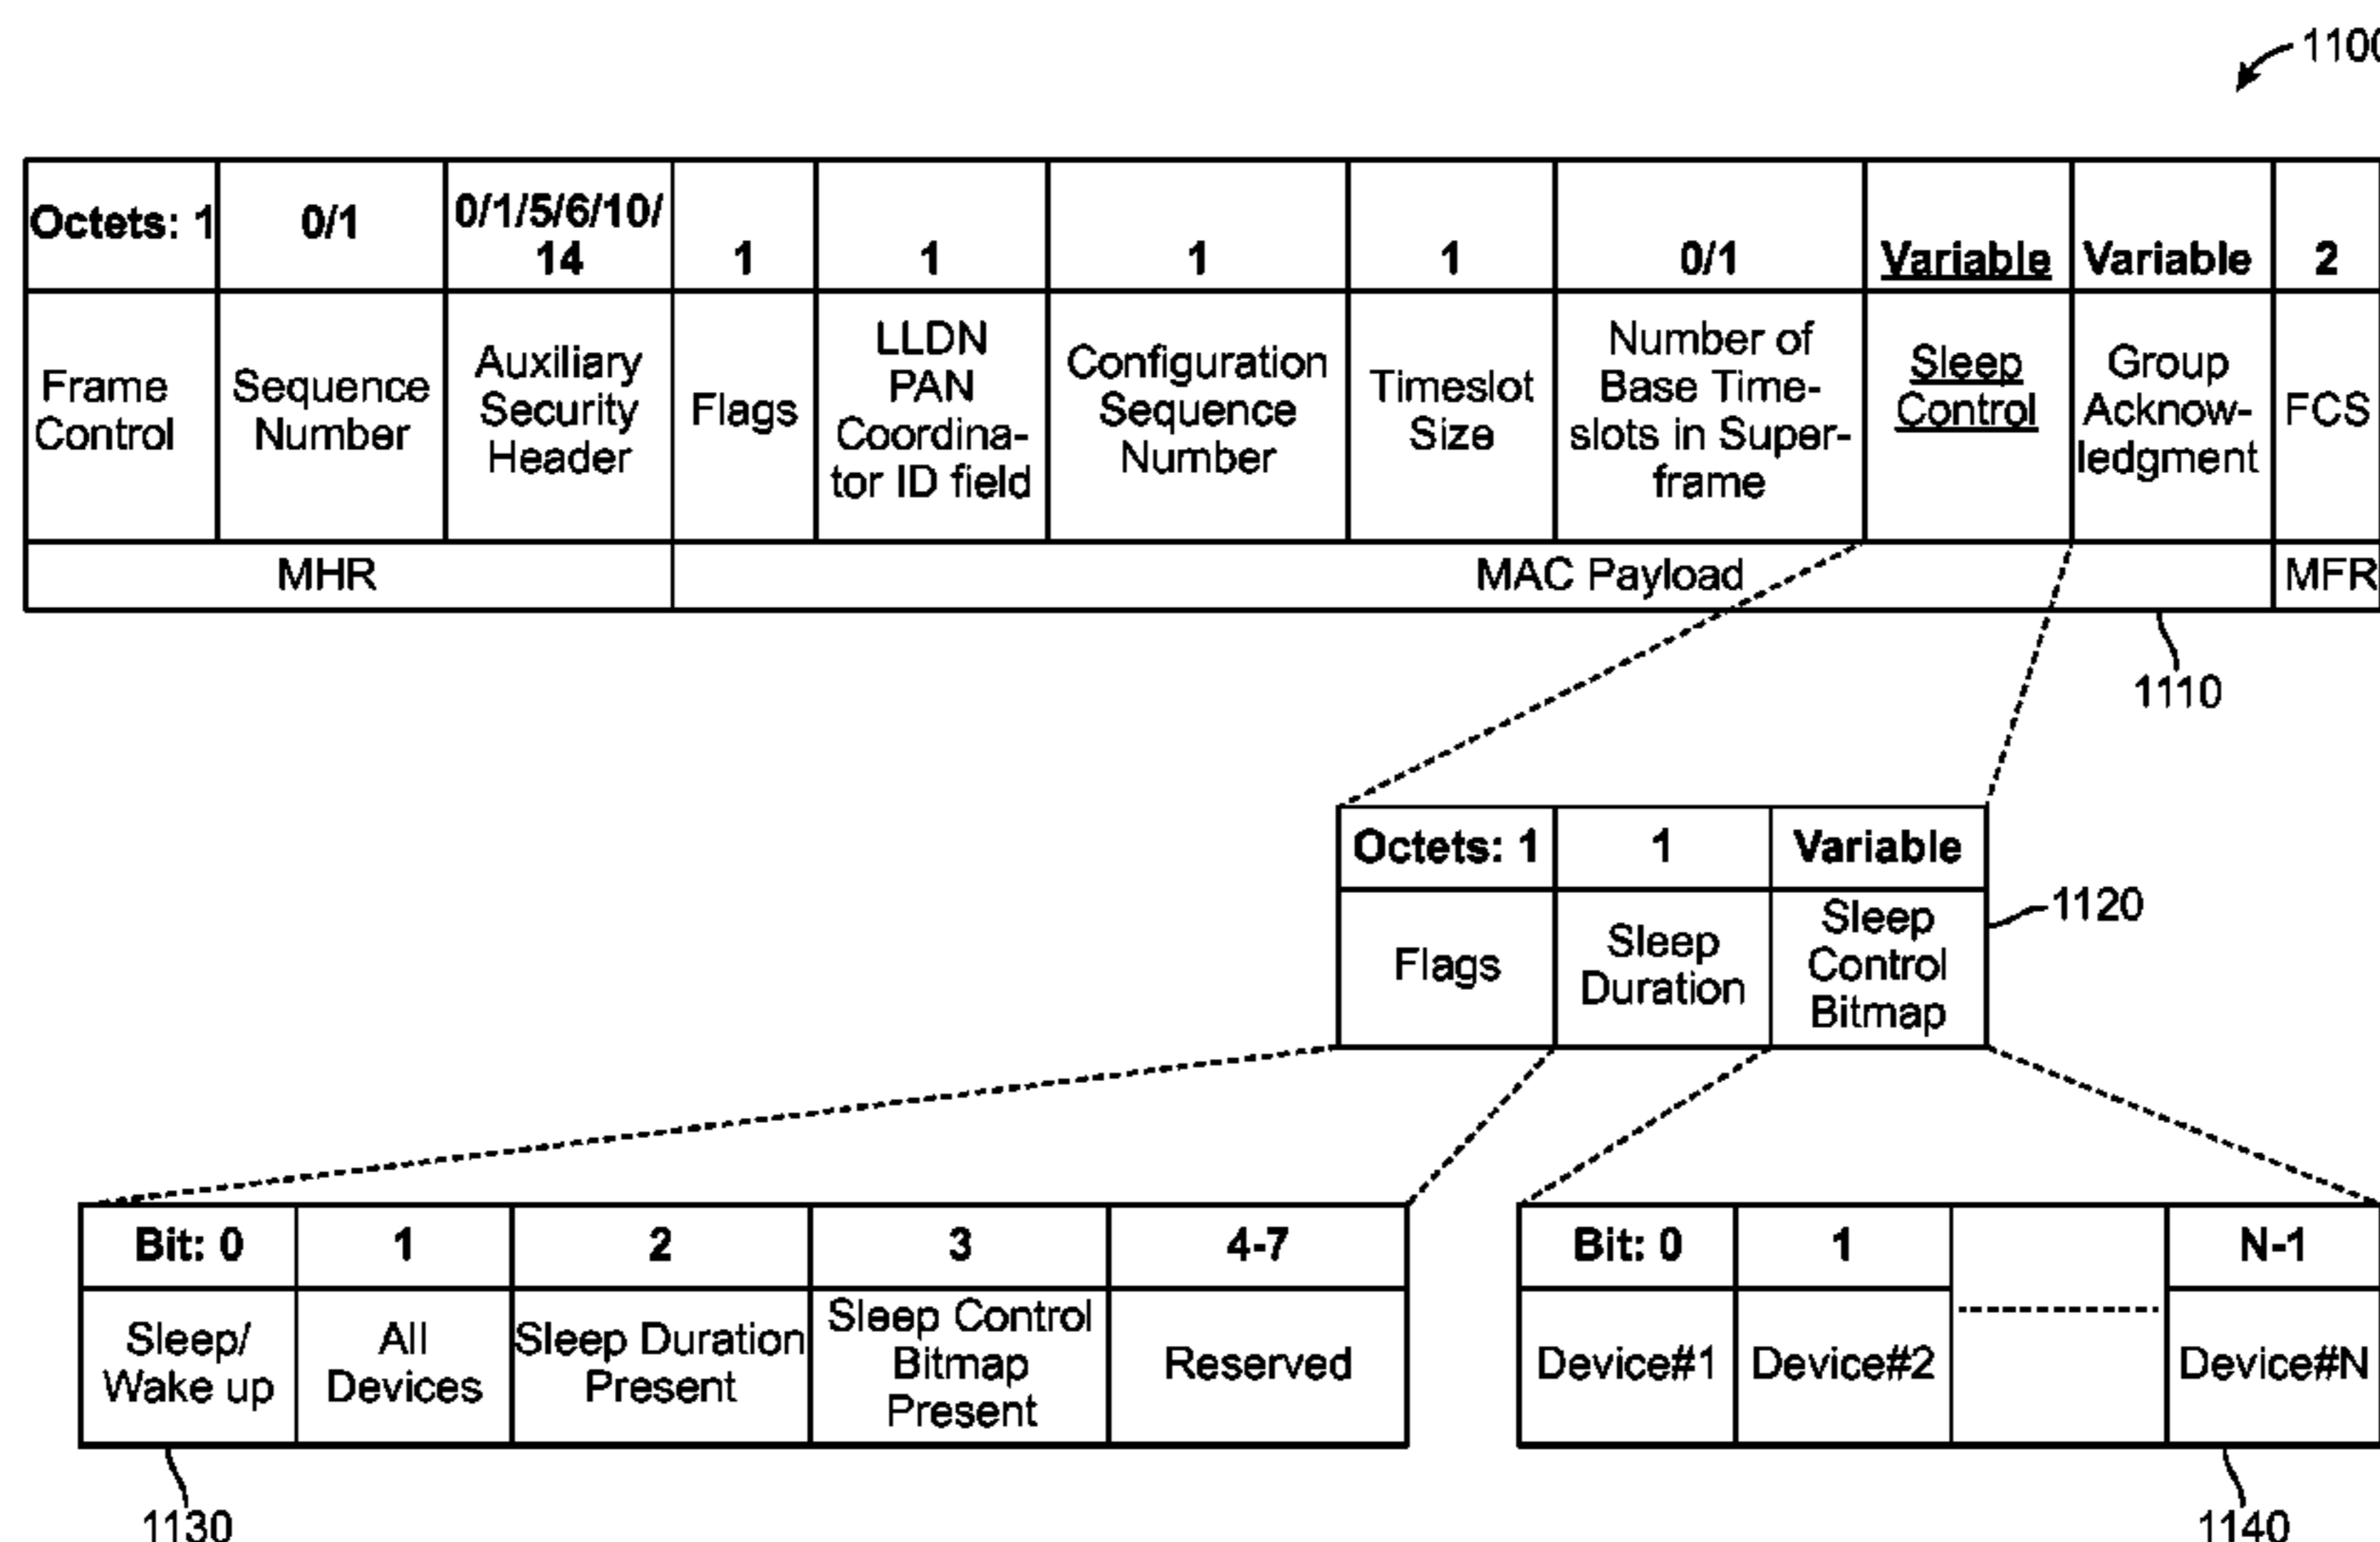 1100
Octets: 1 0/1 0/1/5/6/10/
14 1 1 1 1 0/1 Variable Variable 2
Frame
Control
Sequence
Number
Auxiliary
Security
Header
Flags
LLDN
PAN
Coordina-
tor ID field
Configuration
Sequence
Number
Timeslot
Size
Number of
Base Time-
slots in Super-
frame
Sleep
Control
Group
Acknow-
ledgment
FCS
MHR MAC Payload MFR
1110
Octets: 1 1 Variable
Flags
Sleep
Duration
Sleep
Control
Bitmap
1120
Bit: 0 1 2 3 4-7
Sleep/
Wake up
All
Devices
Sleep Duration
Present
Sleep Control
Bitmap
Present
Reserved
1130
Bit: 0 1 N-1
Device#1 Device#2 Device#N
1140